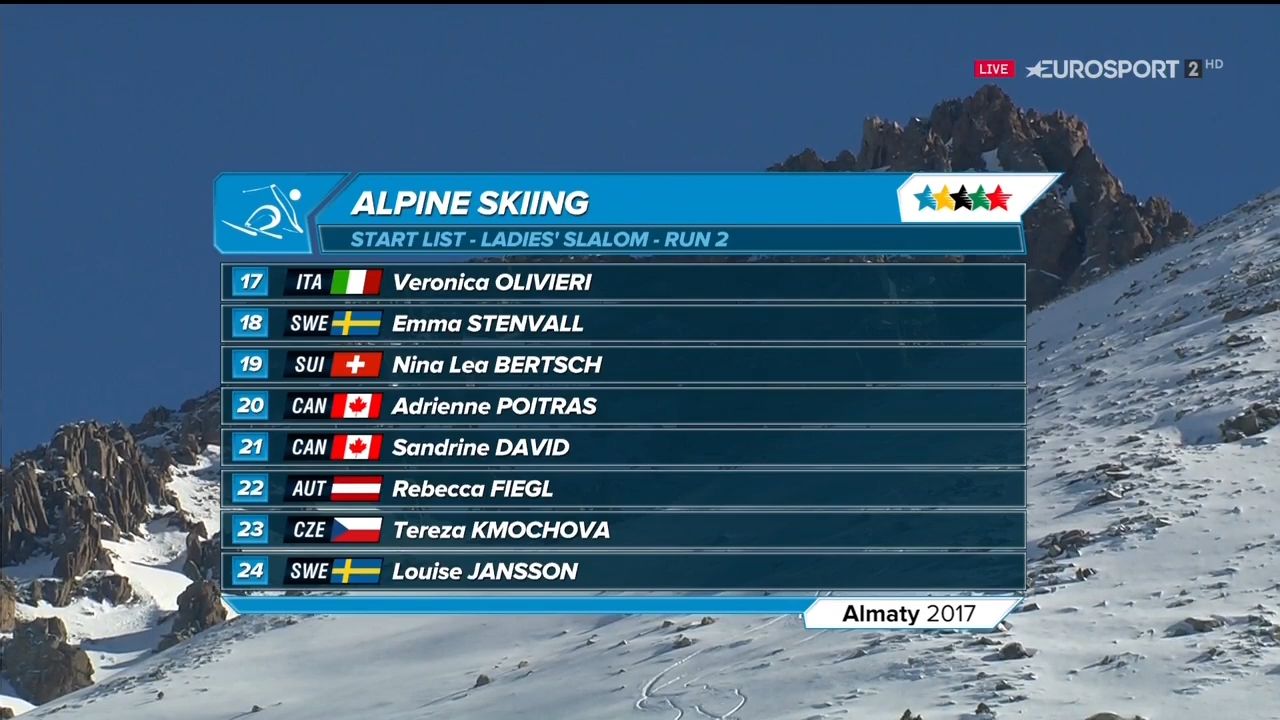 LIVE EUROSPORT 2 HD
ALPINE SKIING
START LIST - LADIES' SLALOM - RUN 2
17 ITA Veronica OLIVIERI
18 SWE Emma STENVALL
19 SUI Nina Lea BERTSCH
20 CAN Adrienne POITRAS
21 CAN Sandrine DAVID
22 AUT Rebecca FIEGL
23 CZE Tereza KMOCHOVA
24 SWE Louise JANSSON
Almaty 2017